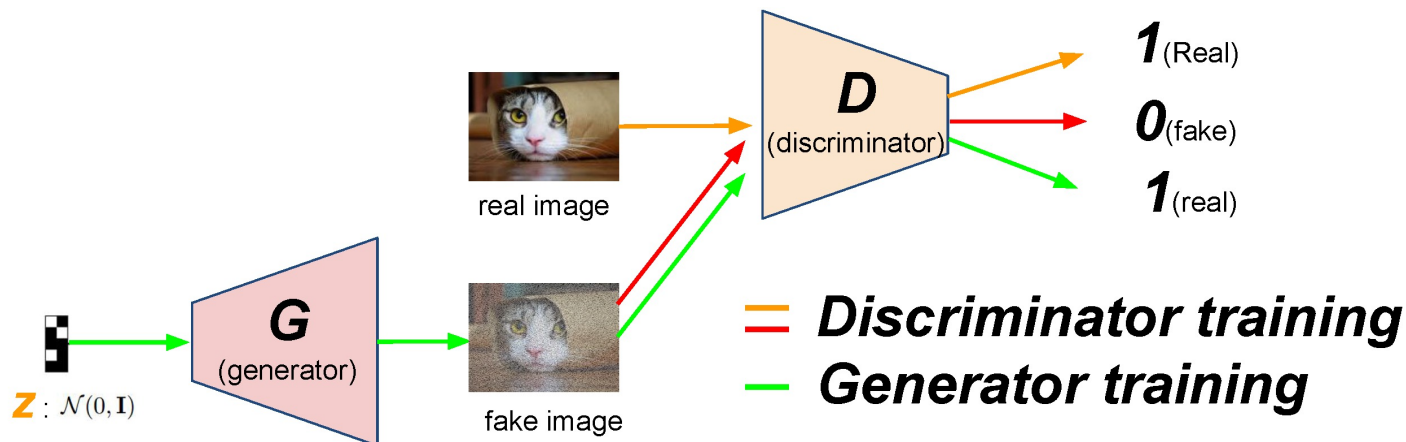 1(Real)
D
(discriminator)
0(fake)
1(real)
real image
G
(generator)
z : 𝒩(0, I)
fake image
Discriminator training
Generator training